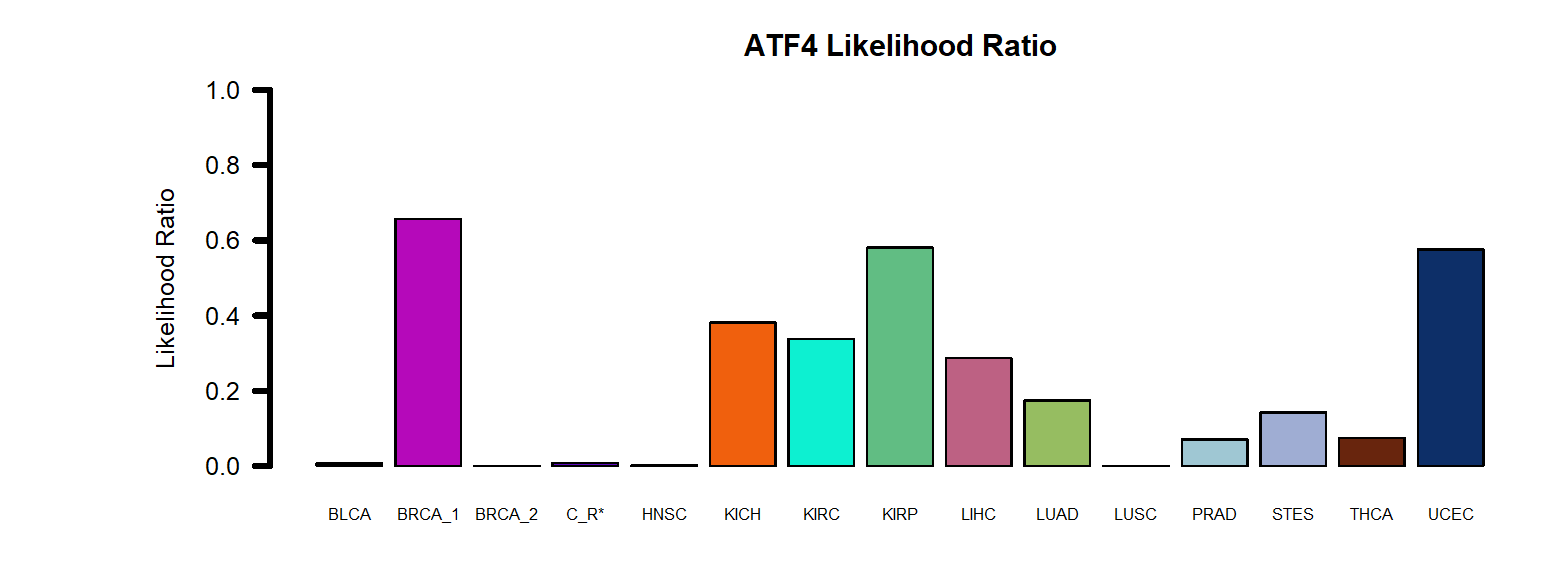 ATF4 Likelihood Ratio
1.0
0.8
0.6
0.4
0.2
0.0
Likelihood Ratio
BLCA BRCA_1 BRCA_2 C_R* HNSC KICH KIRC KIRP LIHC LUAD LUSC PRAD STES THCA UCEC